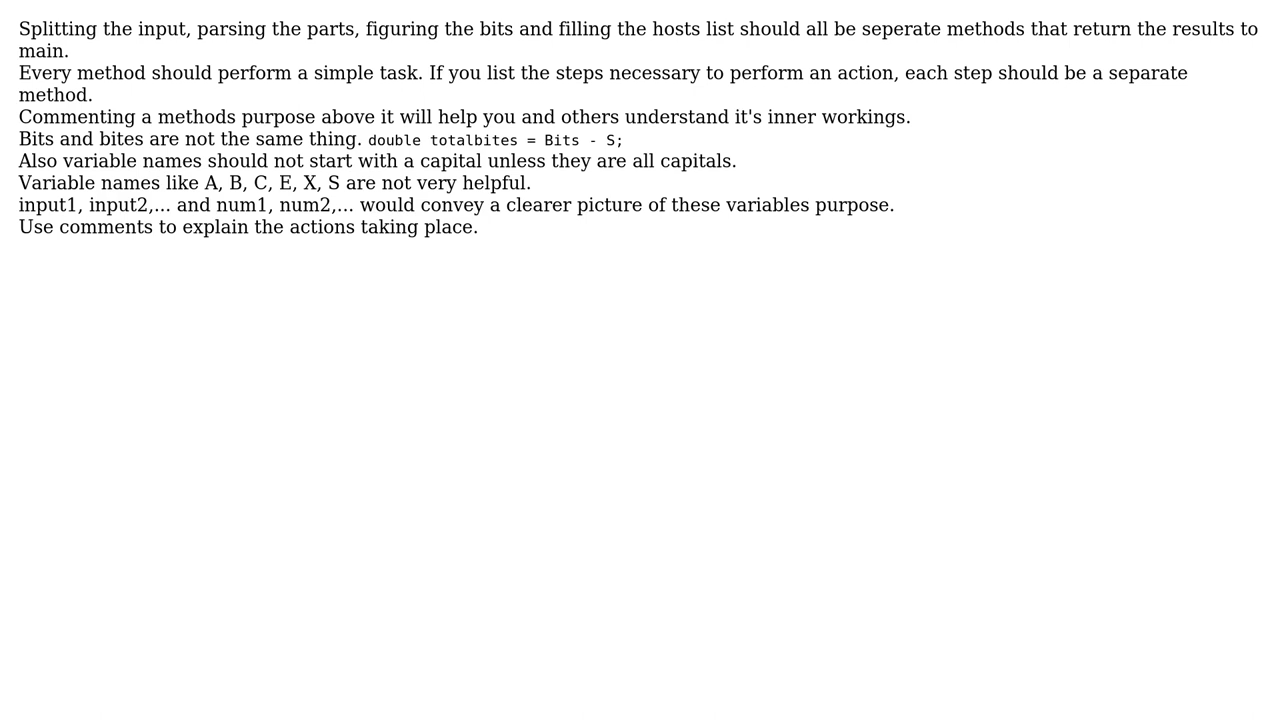 Splitting the input, parsing the parts, figuring the bits and filling the hosts list should all be seperate methods that return the results to
main.
Every method should perform a simple task. If you list the steps necessary to perform an action, each step should be a separate
method.
Commenting a methods purpose above it will help you and others understand it's inner workings.
Bits and bites are not the same thing. double totalbites = Bits - S;
Also variable names should not start with a capital unless they are all capitals.
Variable names like A, B, C, E, X, S are not very helpful.
input1, input2,... and num1, num2,... would convey a clearer picture of these variables purpose.
Use comments to explain the actions taking place.